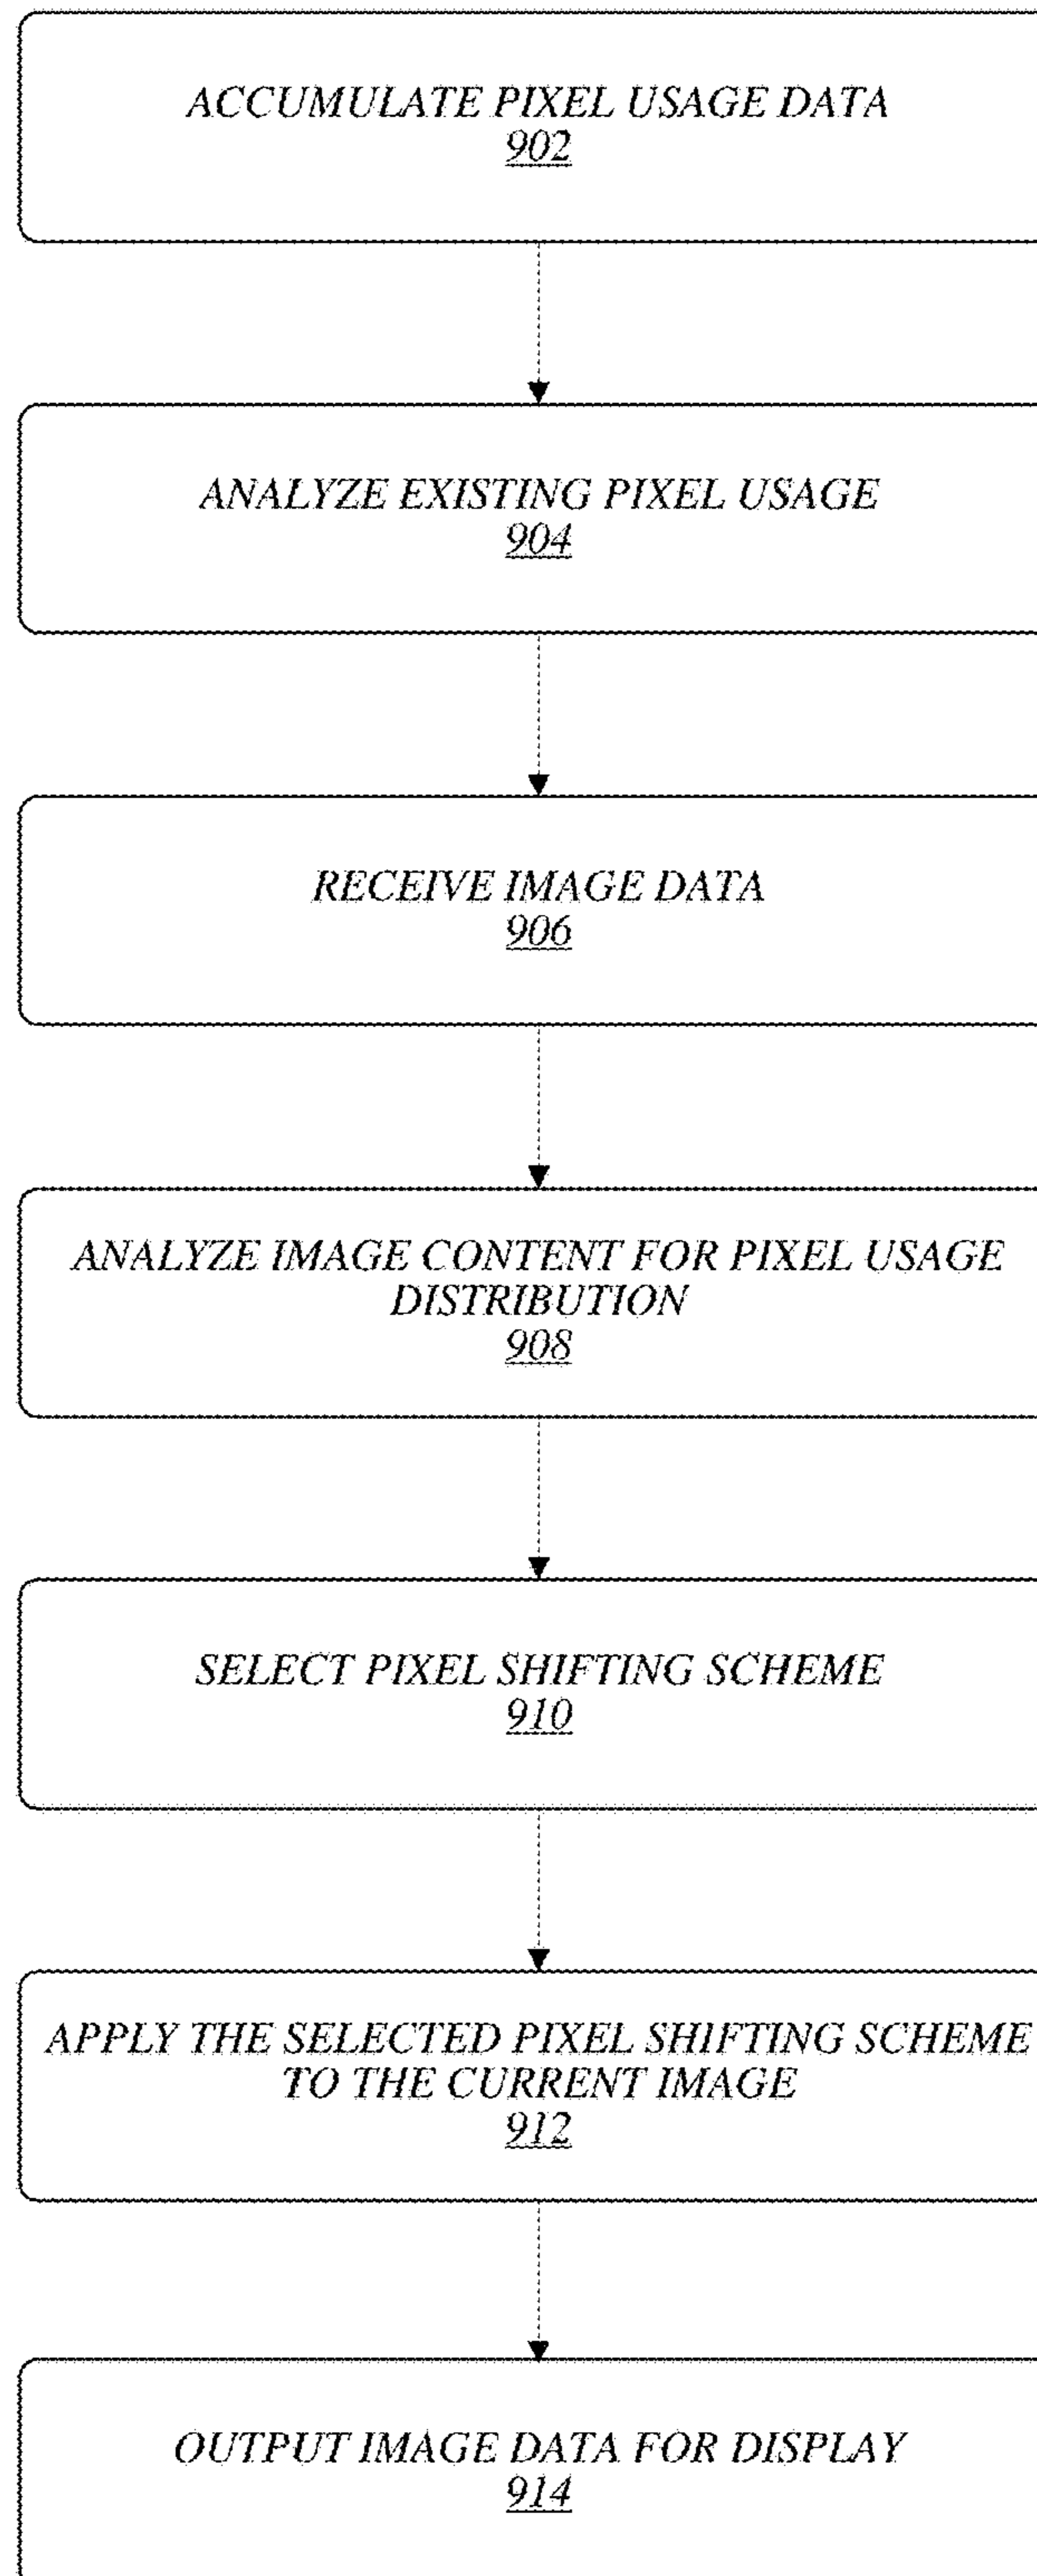 ACCUMULATE PIXEL USAGE DATA
902
ANALYZE EXISTING PIXEL USAGE
904
RECEIVE IMAGE DATA
906
ANALYZE IMAGE CONTENT FOR PIXEL USAGE
DISTRIBUTION
908
SELECT PIXEL SHIFTING SCHEME
910
APPLY THE SELECTED PIXEL SHIFTING SCHEME
TO THE CURRENT IMAGE
912
OUTPUT IMAGE DATA FOR DISPLAY
914